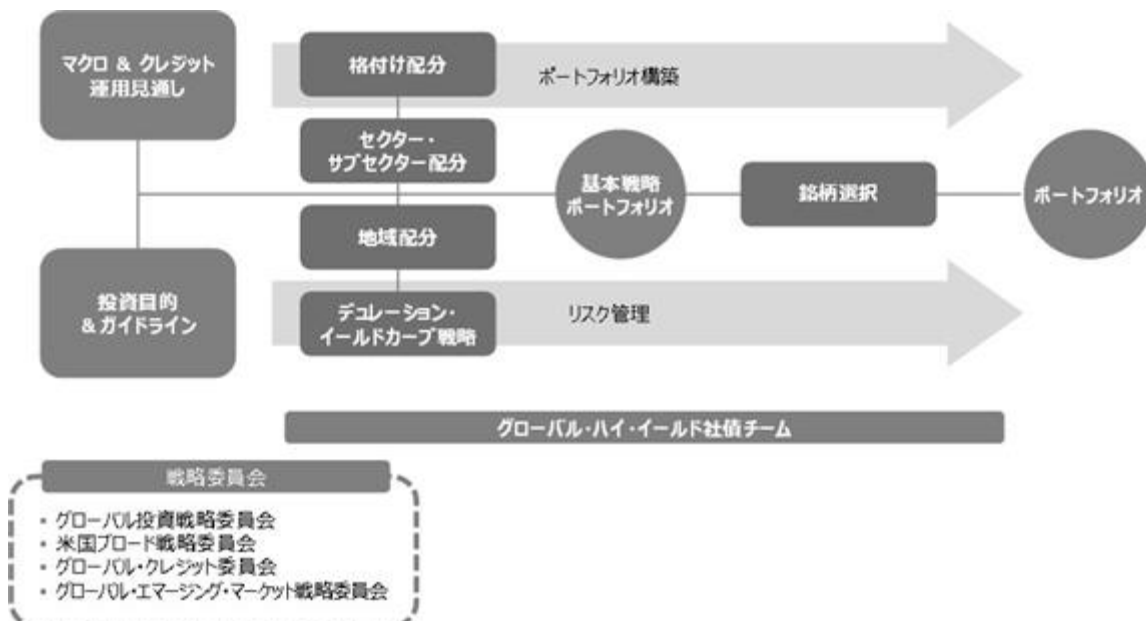 マクロ & クレジット
運用見通し
格付け配分
ポートフォリオ構築
セクター・
サブセクター配分
基本戦略
ポートフォリオ
銘柄選択
ポートフォリオ
地域配分
投資目的
&ガイドライン
デュレーション・
イールドカーブ戦略
リスク管理
グローバル・ハイ・イールド社債チーム
戦略委員会
• グローバル投資戦略委員会
• 米国ブロード戦略委員会
• グローバル・クレジット委員会
• グローバル・エマージング・マーケット戦略委員会